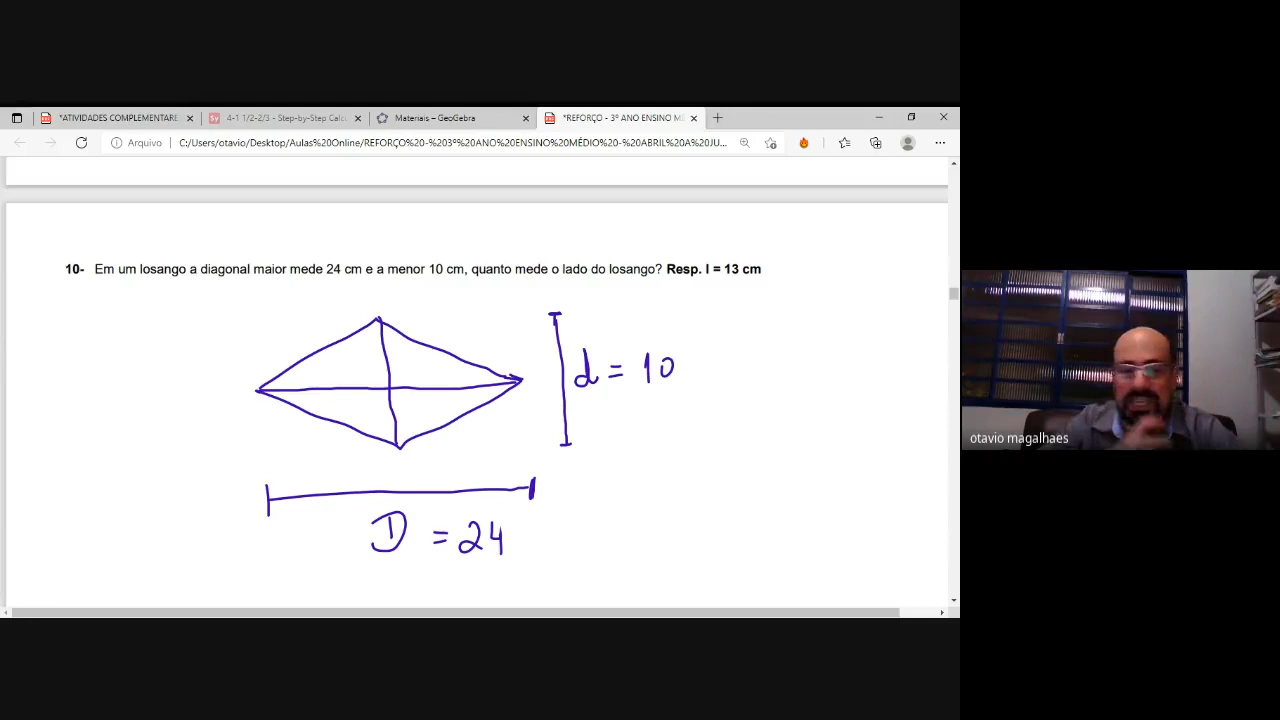 *ATIVIDADES COMPLEMENTARE
4-1 1/2-2/3 - Step-by-Step Calcu
Materiais – GeoGebra
*REFORÇO - 3º ANO ENSINO MÉ
Arquivo
C:/Users/otavio/Desktop/Aulas%20Online/REFORÇO%20-%203º%20ANO%20ENSINO%20MÉDIO%20-%20ABRIL%20A%20JU...
10- Em um losango a diagonal maior mede 24 cm e a menor 10 cm, quanto mede o lado do losango? Resp. l = 13 cm
d = 10
D = 24
otavio magalhaes